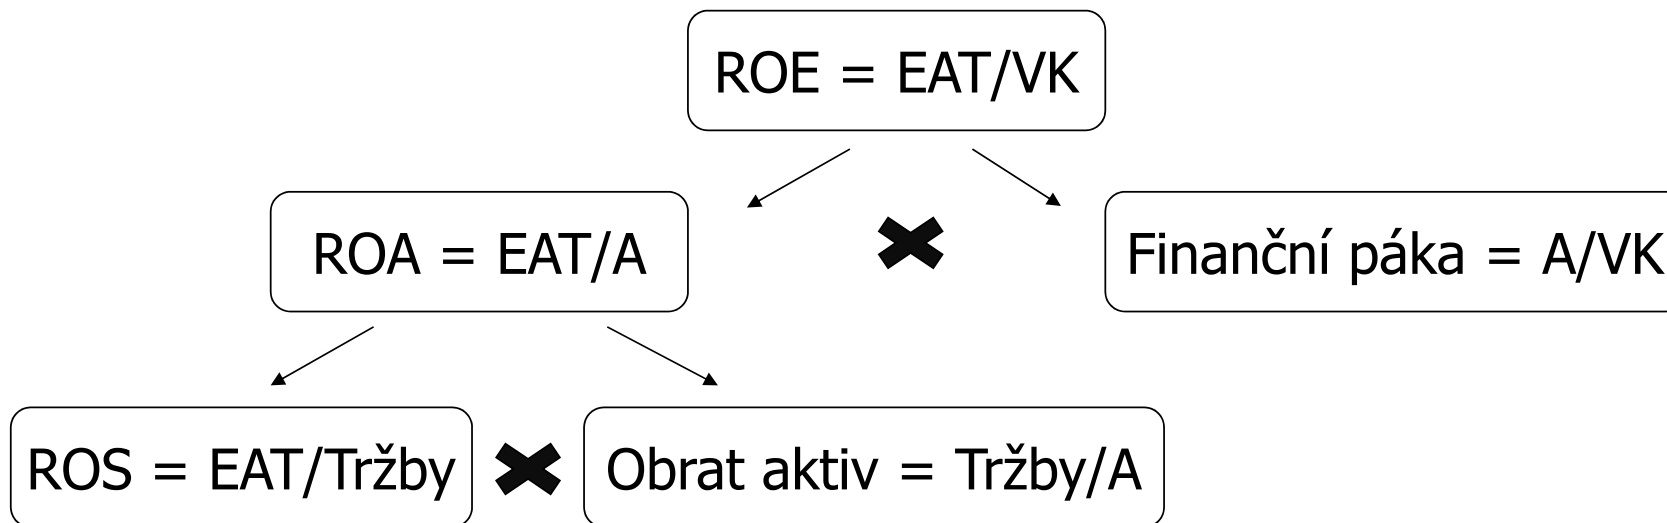 ROE = EAT/VK
ROA = EAT/A
Finanční páka = A/VK
ROS = EAT/Tržby
Obrat aktiv = Tržby/A